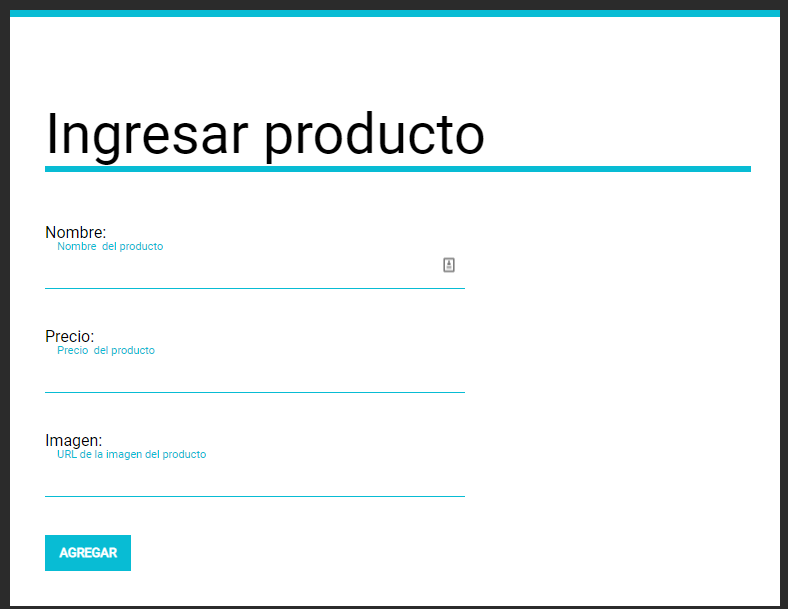 Ingresar producto
Nombre:
Nombre  del producto
Precio:
Precio  del producto
Imagen:
URL de la imagen del producto
AGREGAR